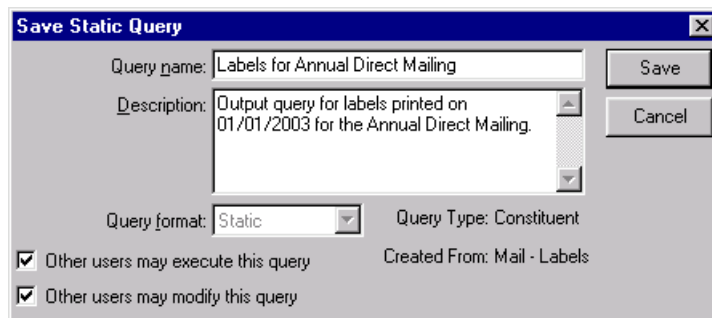 Save Static Query
Query name: Labels for Annual Direct Mailing
Save
Description: Output query for labels printed on
01/01/2003 for the Annual Direct Mailing.
Cancel
Query format: Static
Query Type: Constituent
Other users may execute this query
Created From: Mail - Labels
Other users may modify this query